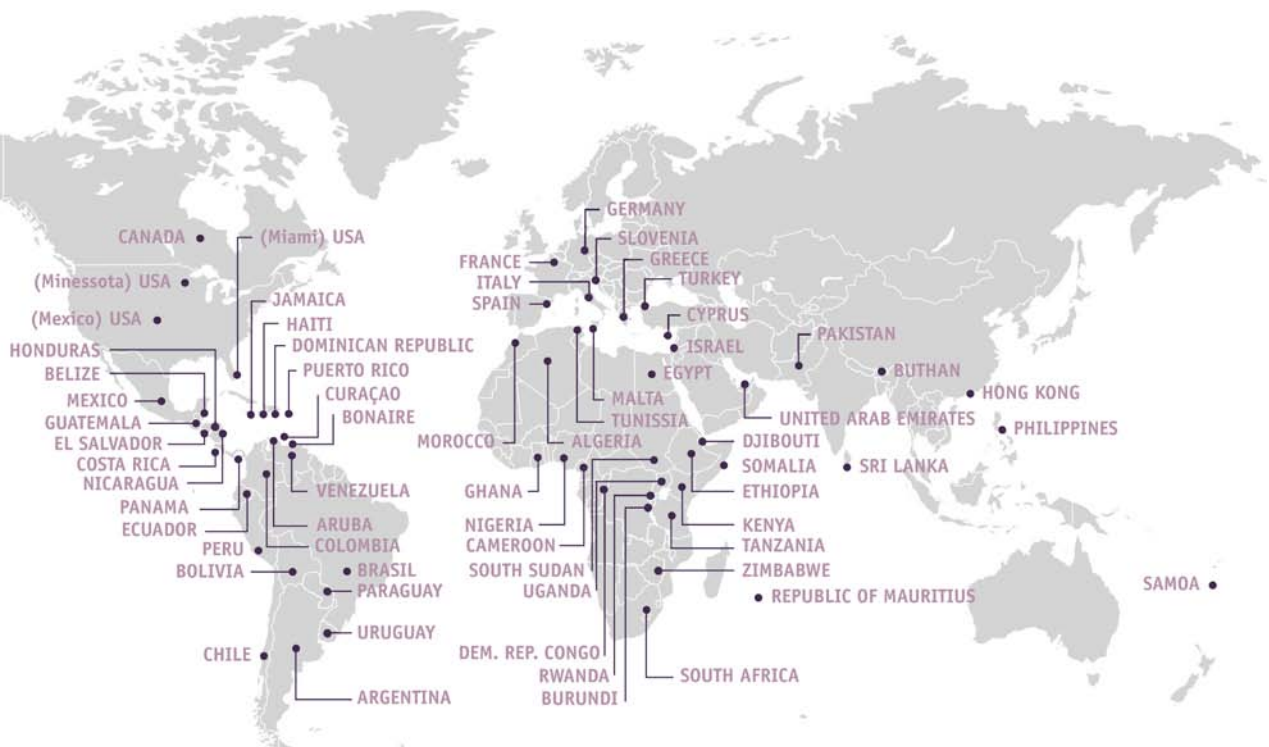 GERMANY
CANADA
(Miami) USA
SLOVENIA
FRANCE
GREECE
(Minessota) USA
ITALY
TURKEY
JAMAICA
SPAIN
(Mexico) USA
CYPRUS
HAITI
PAKISTAN
HONDURAS
DOMINICAN REPUBLIC
ISRAEL
BELIZE
PUERTO RICO
EGYPT
BUTHAN
CURAÇAO
HONG KONG
MEXICO
MALTA
BONAIRE
GUATEMALA
TUNISSIA
UNITED ARAB EMIRATES
PHILIPPINES
EL SALVADOR
MOROCCO
ALGERIA
DJIBOUTI
COSTA RICA
SOMALIA
SRI LANKA
NICARAGUA
VENEZUELA
GHANA
ETHIOPIA
PANAMA
ECUADOR
ARUBA
NIGERIA
KENYA
PERU
COLOMBIA
CAMEROON
TANZANIA
BOLIVIA
BRASIL
SOUTH SUDAN
ZIMBABWE
PARAGUAY
UGANDA
REPUBLIC OF MAURITIUS
SAMOA
URUGUAY
CHILE
DEM. REP. CONGO
RWANDA
SOUTH AFRICA
ARGENTINA
BURUNDI